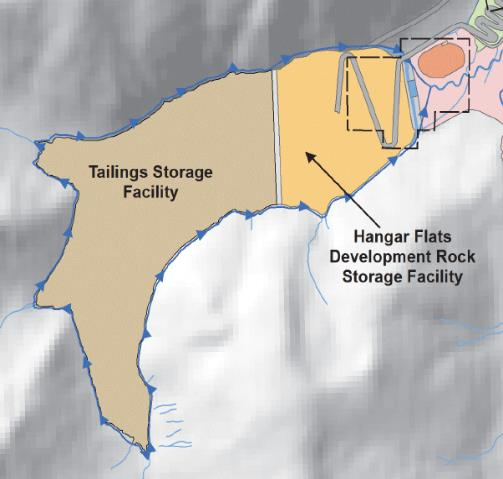 Tailings Storage
Facility
Hangar Flats
Development Rock
Storage Facility